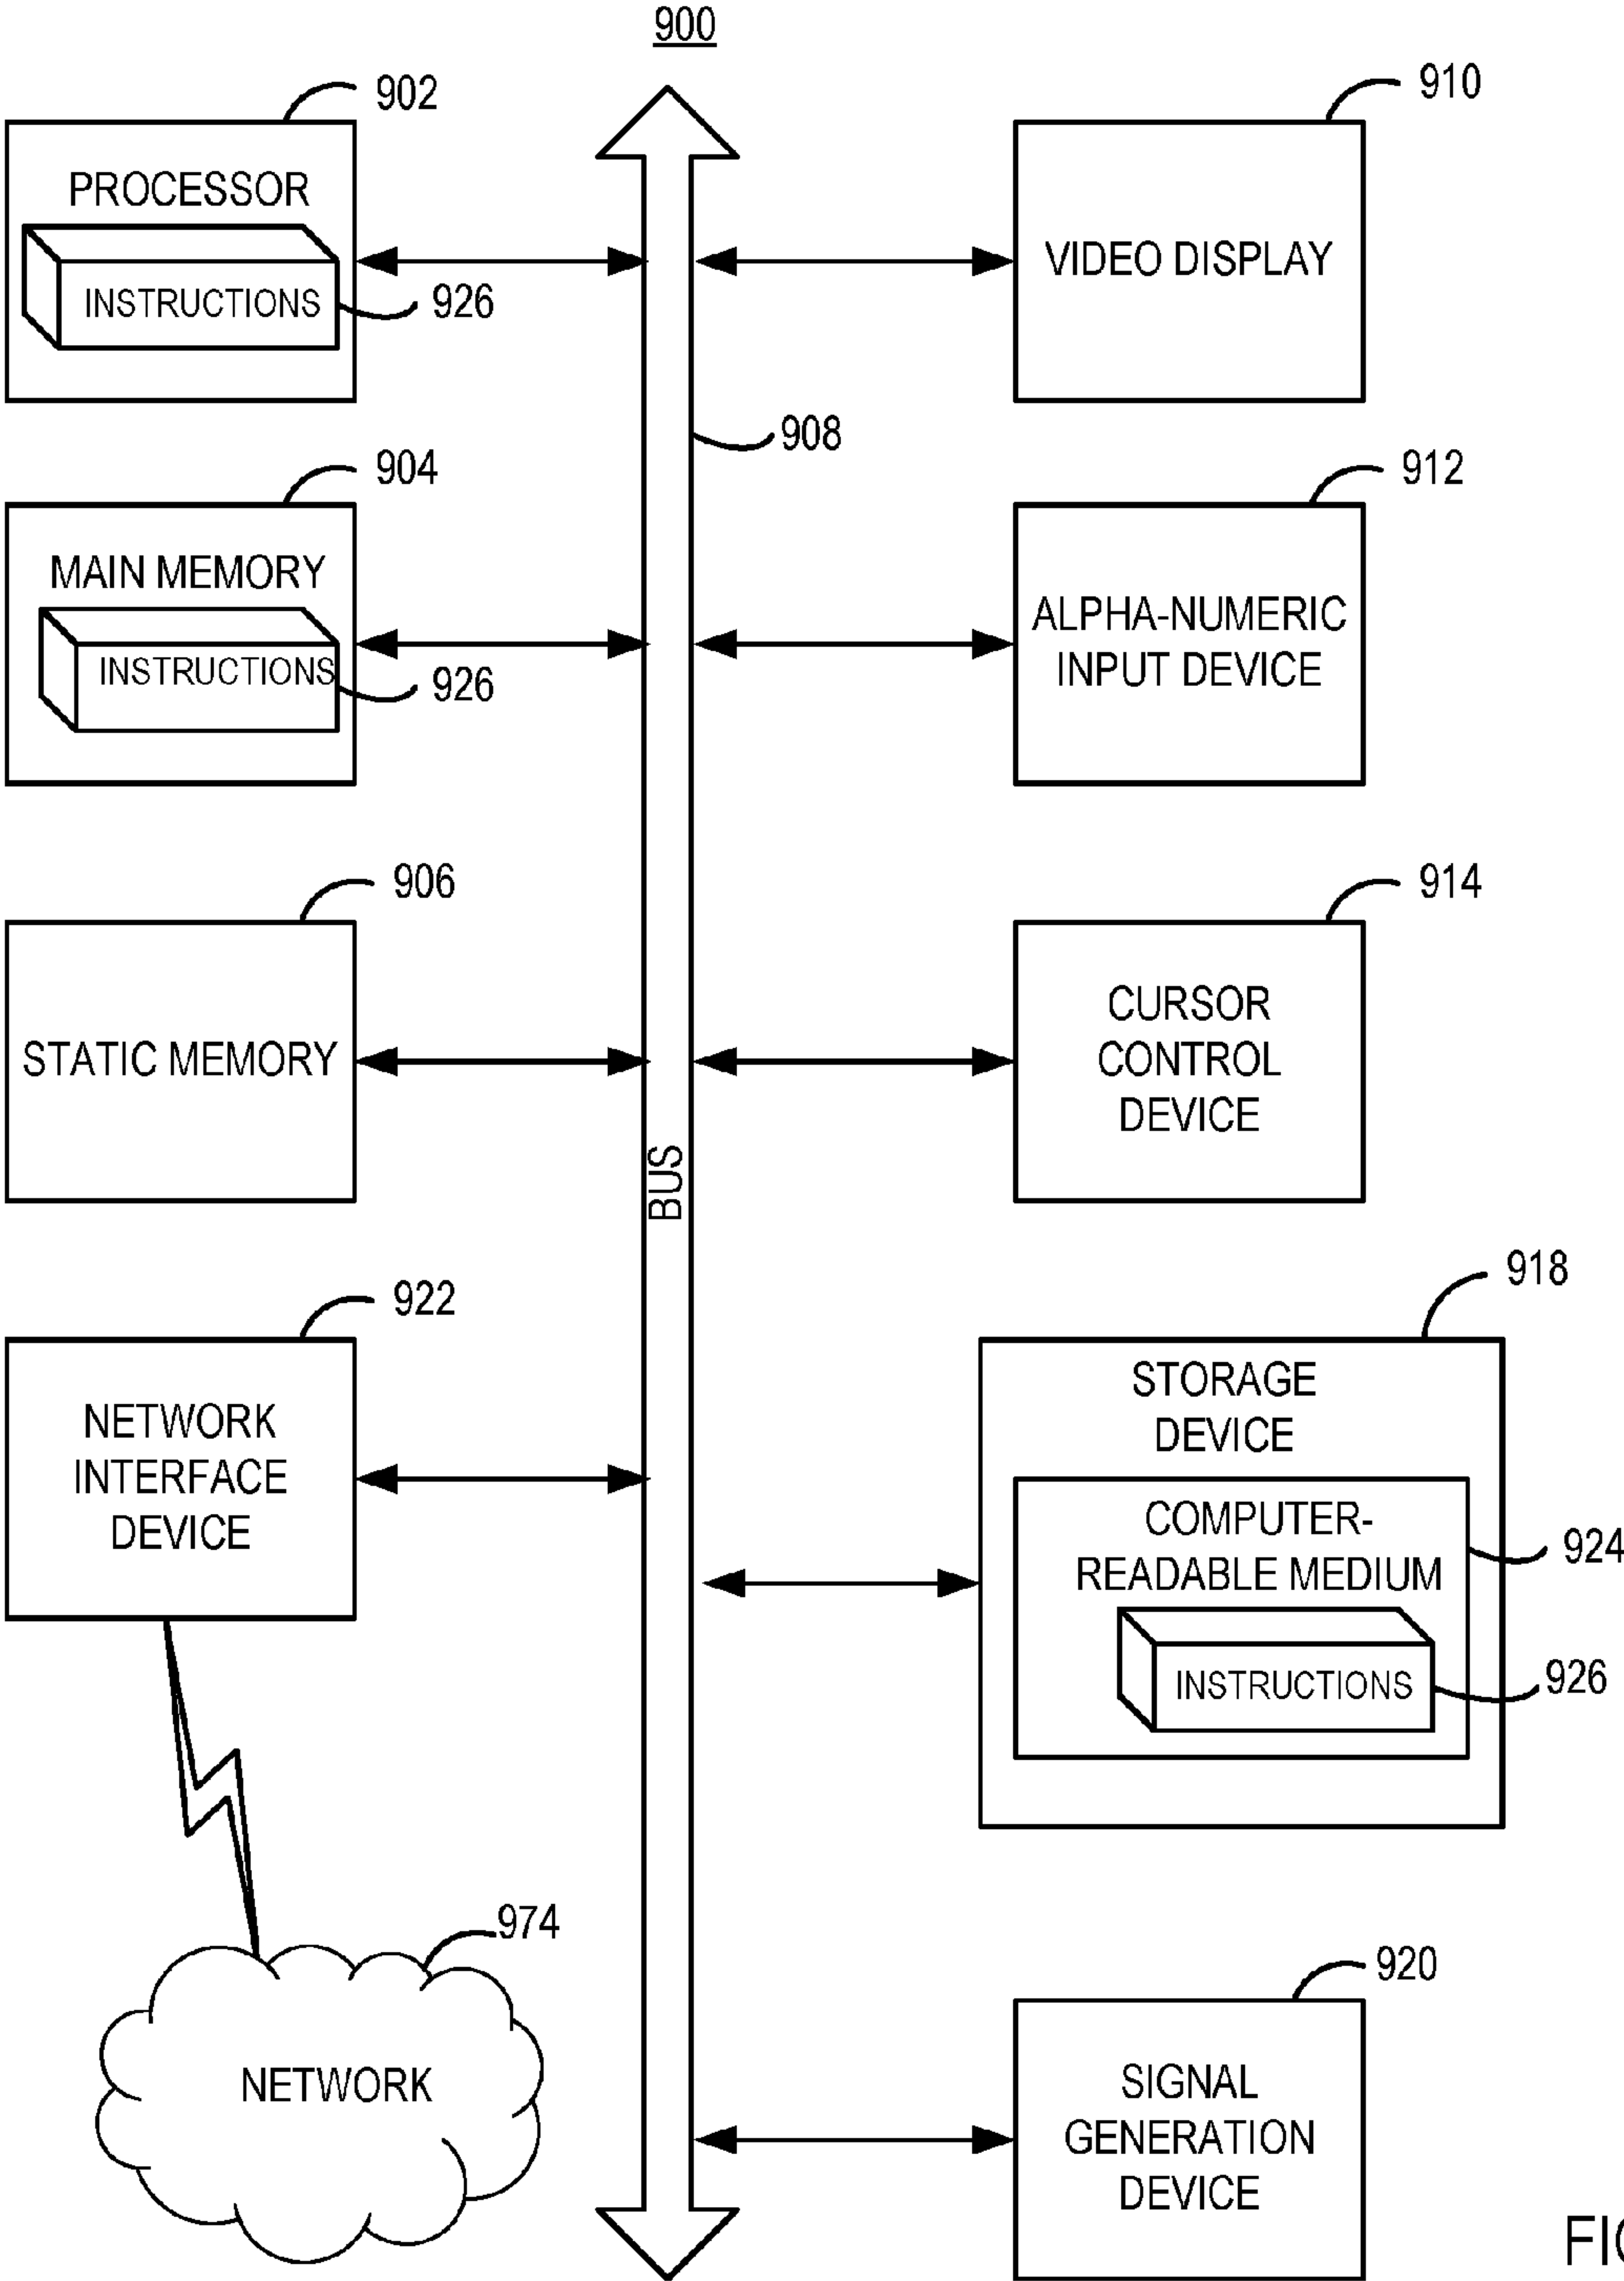 900
902
PROCESSOR
INSTRUCTIONS
926
904
MAIN MEMORY
INSTRUCTIONS
926
906
STATIC MEMORY
922
NETWORK
INTERFACE
DEVICE
974
NETWORK
908
BUS
910
VIDEO DISPLAY
912
ALPHA-NUMERIC
INPUT DEVICE
914
CURSOR
CONTROL
DEVICE
918
STORAGE
DEVICE
COMPUTER-
READABLE MEDIUM
924
INSTRUCTIONS
926
920
SIGNAL
GENERATION
DEVICE